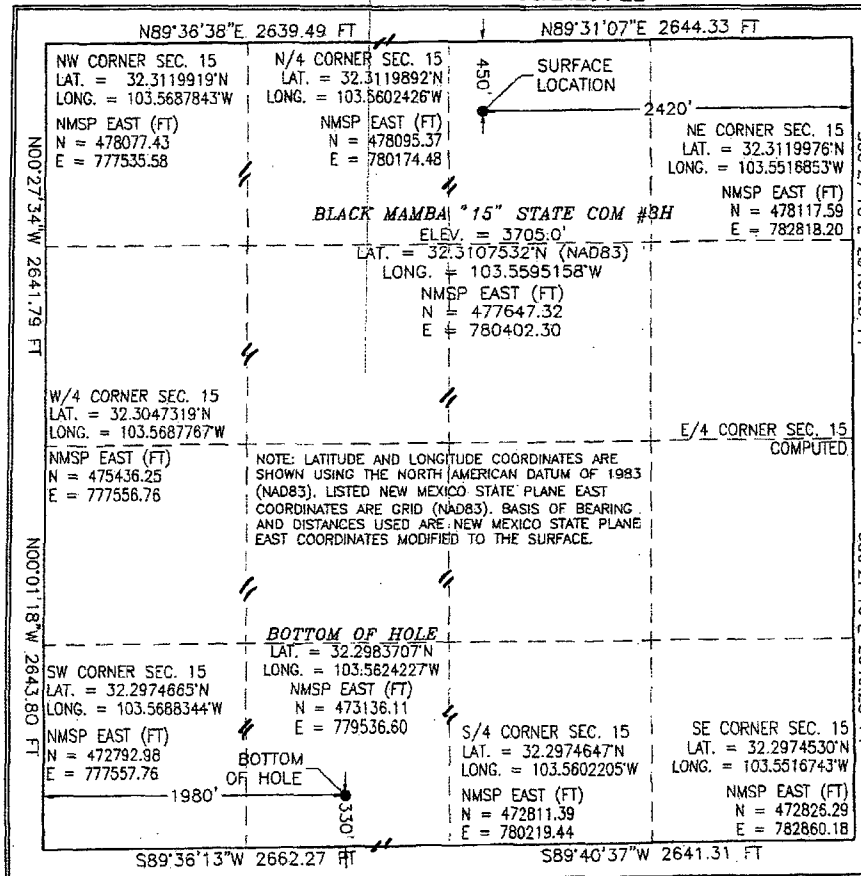 N89°36'38"E 2639.49 FT
N89°31'07"E 2644.33 FT
NW CORNER SEC. 15
LAT. = 32.3119919'N
LONG. = 103.5687843'W
NMSP EAST (FT)
N = 478077.43
E = 777535.58
N/4 CORNER SEC. 15
LAT. = 32.3119892'N
LONG. = 103.5602426'W
NMSP EAST (FT)
N = 478095.37
E = 780174.48
450'
SURFACE
LOCATION
2420'
NE CORNER SEC. 15
LAT. = 32.3119976'N
LONG. = 103.5516853'W
NMSP EAST (FT)
N = 478117.59
E = 782818.20
N00°27'34"W 2641.79 FT
BLACK MAMBA "15" STATE COM #3H
ELEV. = 3705.0'
LAT. = 32.3107532'N (NAD83)
LONG. = 103.5595158'W
NMSP EAST (FT)
N = 477647.32
E = 780402.30
W/4 CORNER SEC. 15
LAT. = 32.3047319'N
LONG. = 103.5687767'W
NMSP EAST (FT)
N = 475436.25
E = 777556.76
E/4 CORNER SEC. 15
COMPUTED
NOTE: LATITUDE AND LONGITUDE COORDINATES ARE
SHOWN USING THE NORTH AMERICAN DATUM OF 1983
(NAD83). LISTED NEW MEXICO STATE PLANE EAST
COORDINATES ARE GRID (NAD83). BASIS OF BEARING
AND DISTANCES USED ARE NEW MEXICO STATE PLANE
EAST COORDINATES MODIFIED TO THE SURFACE.
N00°01'18"W 2643.80 FT
BOTTOM OF HOLE
LAT. = 32.2983707'N
LONG. = 103.5624227'W
NMSP EAST (FT)
N = 473136.11
E = 779536.60
SW CORNER SEC. 15
LAT. = 32.2974665'N
LONG. = 103.5688344'W
NMSP EAST (FT)
N = 472792.98
E = 777557.76
BOTTOM
OF HOLE
1980'
330'
S/4 CORNER SEC. 15
LAT. = 32.2974647'N
LONG. = 103.5602205'W
NMSP EAST (FT)
N = 472811.39
E = 780219.44
SE CORNER SEC. 15
LAT. = 32.2974530'N
LONG. = 103.5516743'W
NMSP EAST (FT)
N = 472826.29
E = 782860.18
S89°36'13"W 2662.27 FT
S89°40'37"W 2641.31 FT